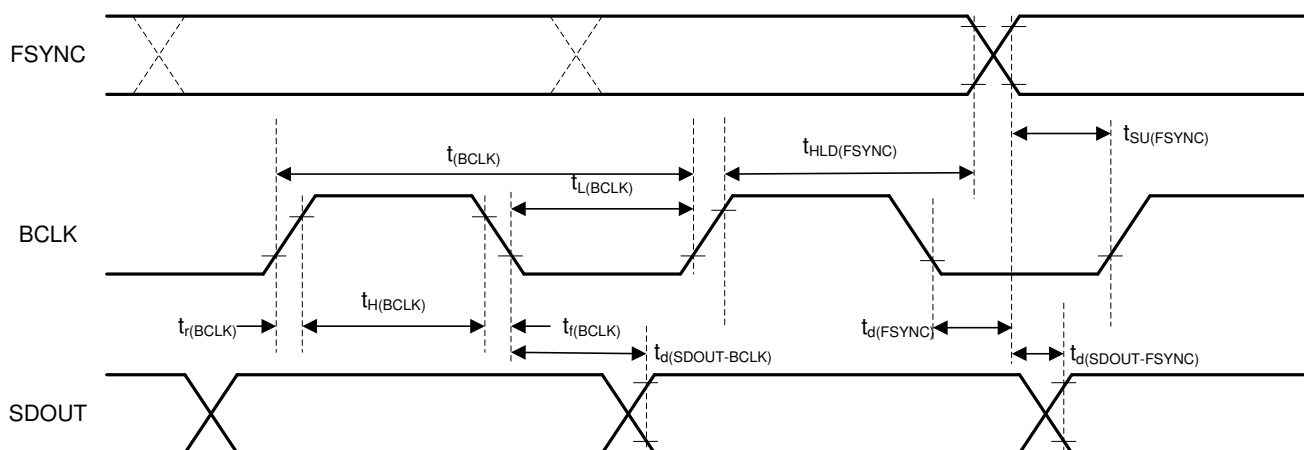 FSYNC
t(BCLK)
tHLD(FSYNC)
tSU(FSYNC)
tL(BCLK)
BCLK
tr(BCLK)
tH(BCLK)
tf(BCLK)
td(FSYNC)
td(SDOUT-BCLK)
td(SDOUT-FSYNC)
SDOUT